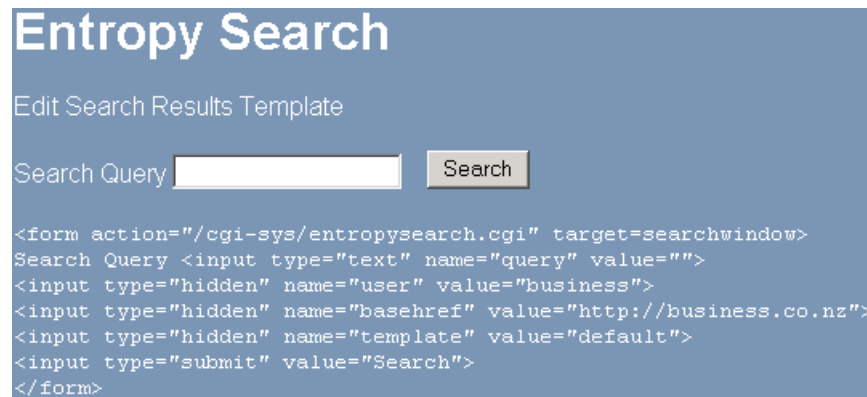 Entropy Search
Edit Search Results Template
Search Query Search
<form action="/cgi-sys/entropysearch.cgi" target=searchwindow>
Search Query <input type="text" name="query" value="">
<input type="hidden" name="user" value="business">
<input type="hidden" name="basehref" value="http://business.co.nz">
<input type="hidden" name="template" value="default">
<input type="submit" value="Search">
</form>